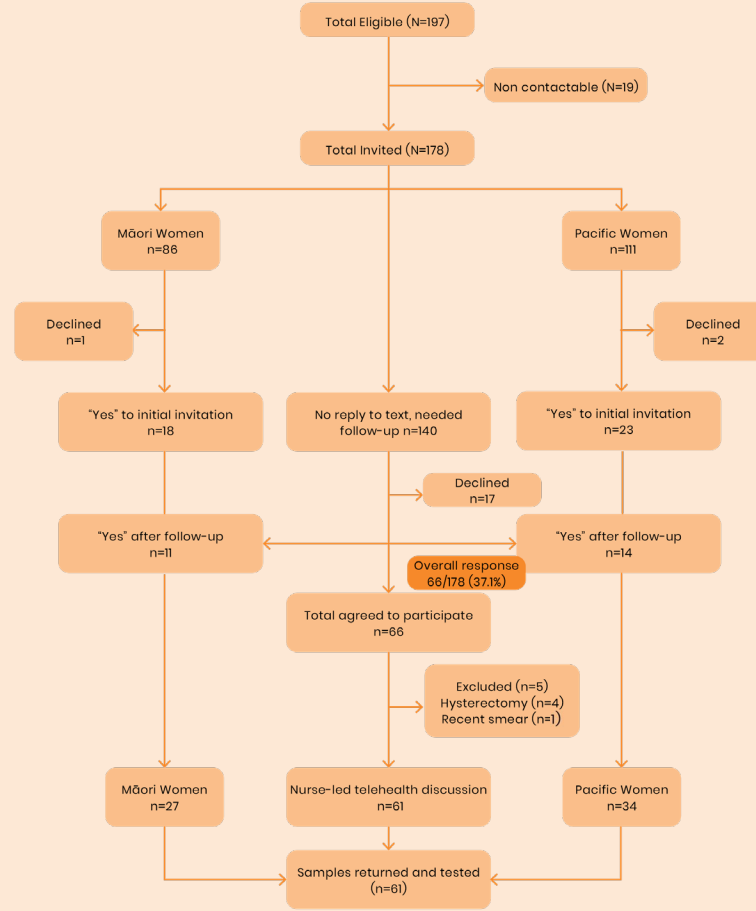 Total Eligible (N=197)
Non contactable (N=19)
Total Invited (N=178)
Māori Women
n=86
Pacific Women
n=111
Declined
n=1
Declined
n=2
"Yes" to initial invitation
n=18
No reply to text, needed
follow-up n=140
"Yes" to initial invitation
n=23
Declined
n=17
"Yes" after follow-up
n=11
"Yes" after follow-up
n=14
Overall response
66/178 (37.1%)
Total agreed to participate
n=66
Excluded (n=5)
Hysterectomy (n=4)
Recent smear (n=1)
Māori Women
n=27
Nurse-led telehealth discussion
n=61
Pacific Women
n=34
Samples returned and tested
(n=61)